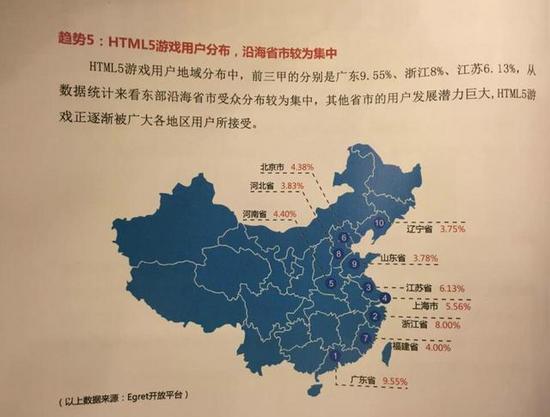 趋势5：HTML5游戏用户分布，沿海省市较为集中
HTML5游戏用户地域分布中，前三甲的分别是广东9.55%、浙江8%、江苏6.13%，从
数据统计来看东部沿海省市受众分布较为集中，其他省市的用户发展潜力巨大,HTML5游
戏正逐渐被广大各地区用户所接受。
北京市 4.38%
河北省 3.83%
河南省 4.40%
10
辽宁省 3.75%
6
8
9
山东省 3.78%
5
3
江苏省 6.13%
4
上海市 5.56%
2
浙江省 8.00%
7
福建省 4.00%
1
广东省 9.55%
（以上数据来源：Egret开放平台）